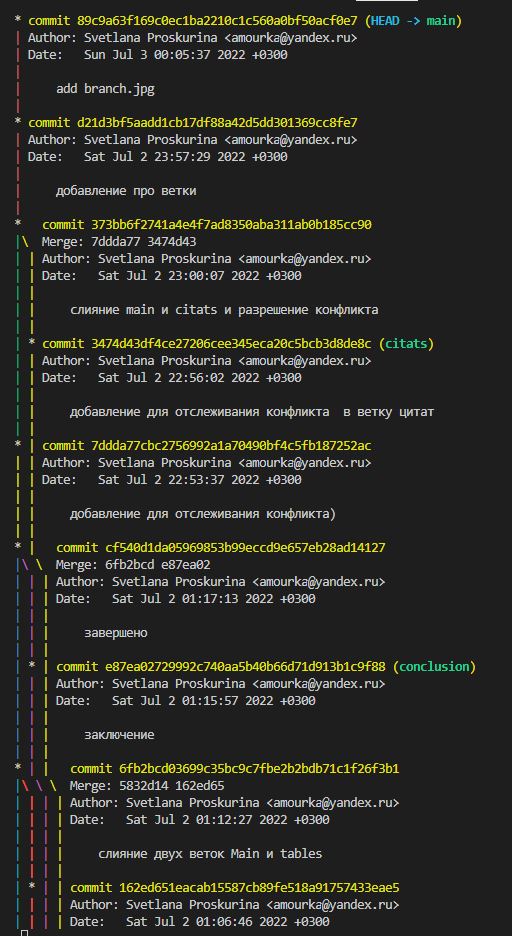 * commit 89c9a63f169c0ec1ba2210c1c560a0bf50acf0e7 (HEAD -> main)
| Author: Svetlana Proskurina <amourka@yandex.ru>
| Date:   Sun Jul 3 00:05:37 2022 +0300
|
|     add branch.jpg
|
* commit d21d3bf5aadd1cb17df88a42d5dd301369cc8fe7
| Author: Svetlana Proskurina <amourka@yandex.ru>
| Date:   Sat Jul 2 23:57:29 2022 +0300
|
|     добавление про ветки
|
*   commit 373bb6f2741a4e4f7ad8350aba311ab0b185cc90
|\  Merge: 7ddda77 3474d43
| | Author: Svetlana Proskurina <amourka@yandex.ru>
| | Date:   Sat Jul 2 23:00:07 2022 +0300
| |
| |     слияние main и citats и разрешение конфликта
| |
| * commit 3474d43df4ce27206cee345eca20c5bcb3d8de8c (citats)
| | Author: Svetlana Proskurina <amourka@yandex.ru>
| | Date:   Sat Jul 2 22:56:02 2022 +0300
| |
| |     добавление для отслеживания конфликта  в ветку цитат
| |
* | commit 7ddda77cbc2756992a1a70490bf4c5fb187252ac
| | Author: Svetlana Proskurina <amourka@yandex.ru>
| | Date:   Sat Jul 2 22:53:37 2022 +0300
| |
| |     добавление для отслеживания конфликта)
| |
* |   commit cf540d1da05969853b99eccd9e657eb28ad14127
|\ \  Merge: 6fb2bcd e87ea02
| | | Author: Svetlana Proskurina <amourka@yandex.ru>
| | | Date:   Sat Jul 2 01:17:13 2022 +0300
| | |
| | |     завершено
| | |
| * | commit e87ea02729992c740aa5b40b66d71d913b1c9f88 (conclusion)
| | | Author: Svetlana Proskurina <amourka@yandex.ru>
| | | Date:   Sat Jul 2 01:15:57 2022 +0300
| | |
| | |     заключение
| | |
* | |   commit 6fb2bcd03699c35bc9c7fbe2b2bdb71c1f26f3b1
|\ \ \  Merge: 5832d14 162ed65
| | | | Author: Svetlana Proskurina <amourka@yandex.ru>
| | | | Date:   Sat Jul 2 01:12:27 2022 +0300
| | | |
| | | |     слияние двух веток Main и tables
| | | |
| * | | commit 162ed651eacab15587cb89fe518a91757433eae5
| | | | Author: Svetlana Proskurina <amourka@yandex.ru>
| | | | Date:   Sat Jul 2 01:06:46 2022 +0300